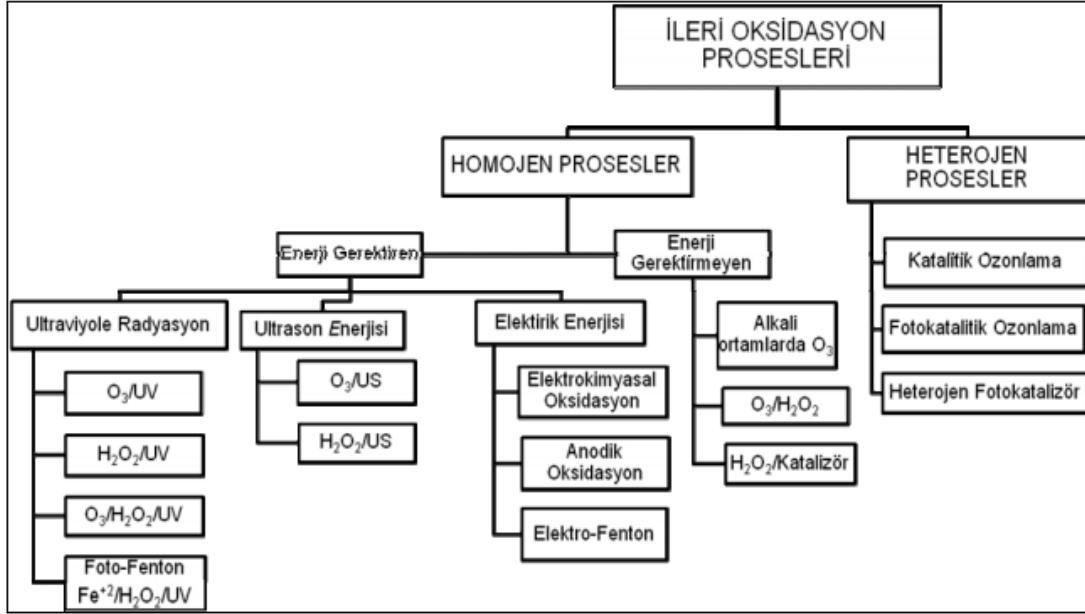 İLERİ OKSİDASYON
PROSESLERİ
HOMOJEN PROSESLER
HETEROJEN
PROSESLER
Enerji Gerektiren
Enerji
Gerektirmeyen
Ultraviyole Radyasyon
Ultrason Enerjisi
Elektirik Enerjisi
O₃/UV
H₂O₂/UV
O₃/H₂O₂/UV
Foto-Fenton
Fe⁺²/H₂O₂/UV
O₃/US
H₂O₂/US
Elektrokimyasal
Oksidasyon
Anodik
Oksidasyon
Elektro-Fenton
Alkali
ortamlarda O₃
O₃/H₂O₂
H₂O₂/Katalizör
Katalitik Ozonlama
Fotokatalitik Ozonlama
Heterojen Fotokatalizör